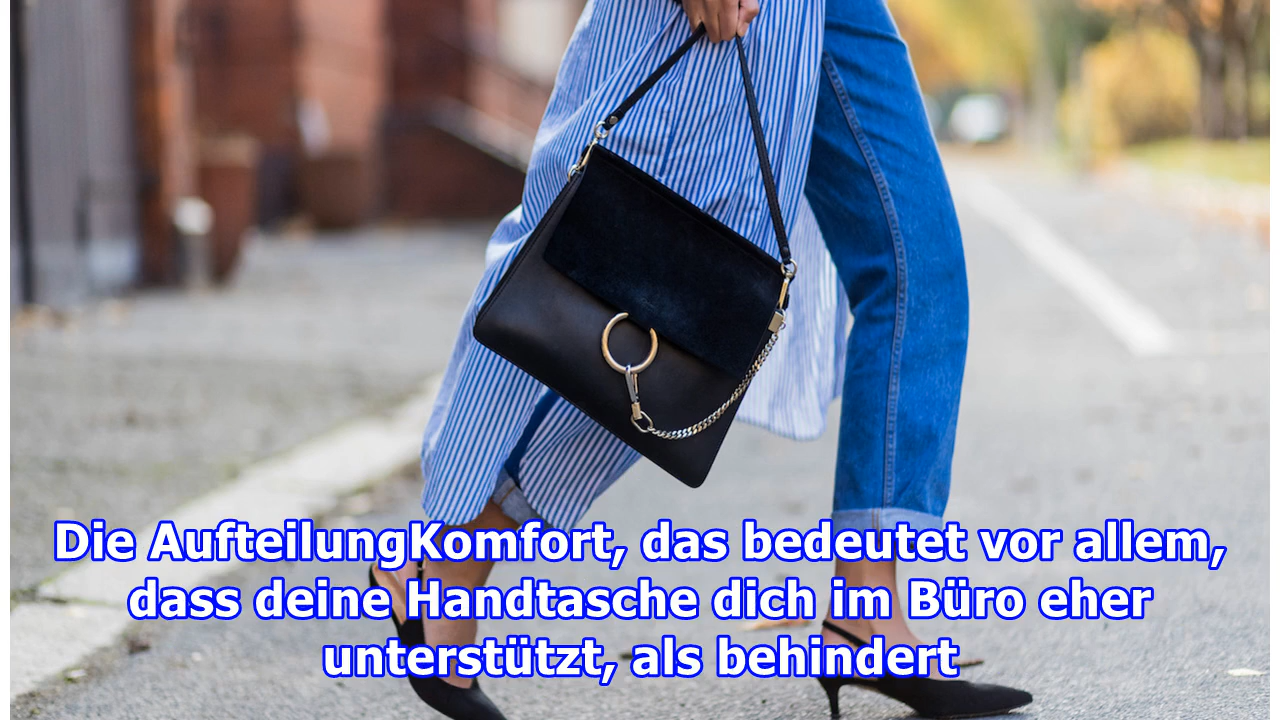 Die AufteilungKomfort, das bedeutet vor allem,
dass deine Handtasche dich im Büro eher
unterstützt, als behindert